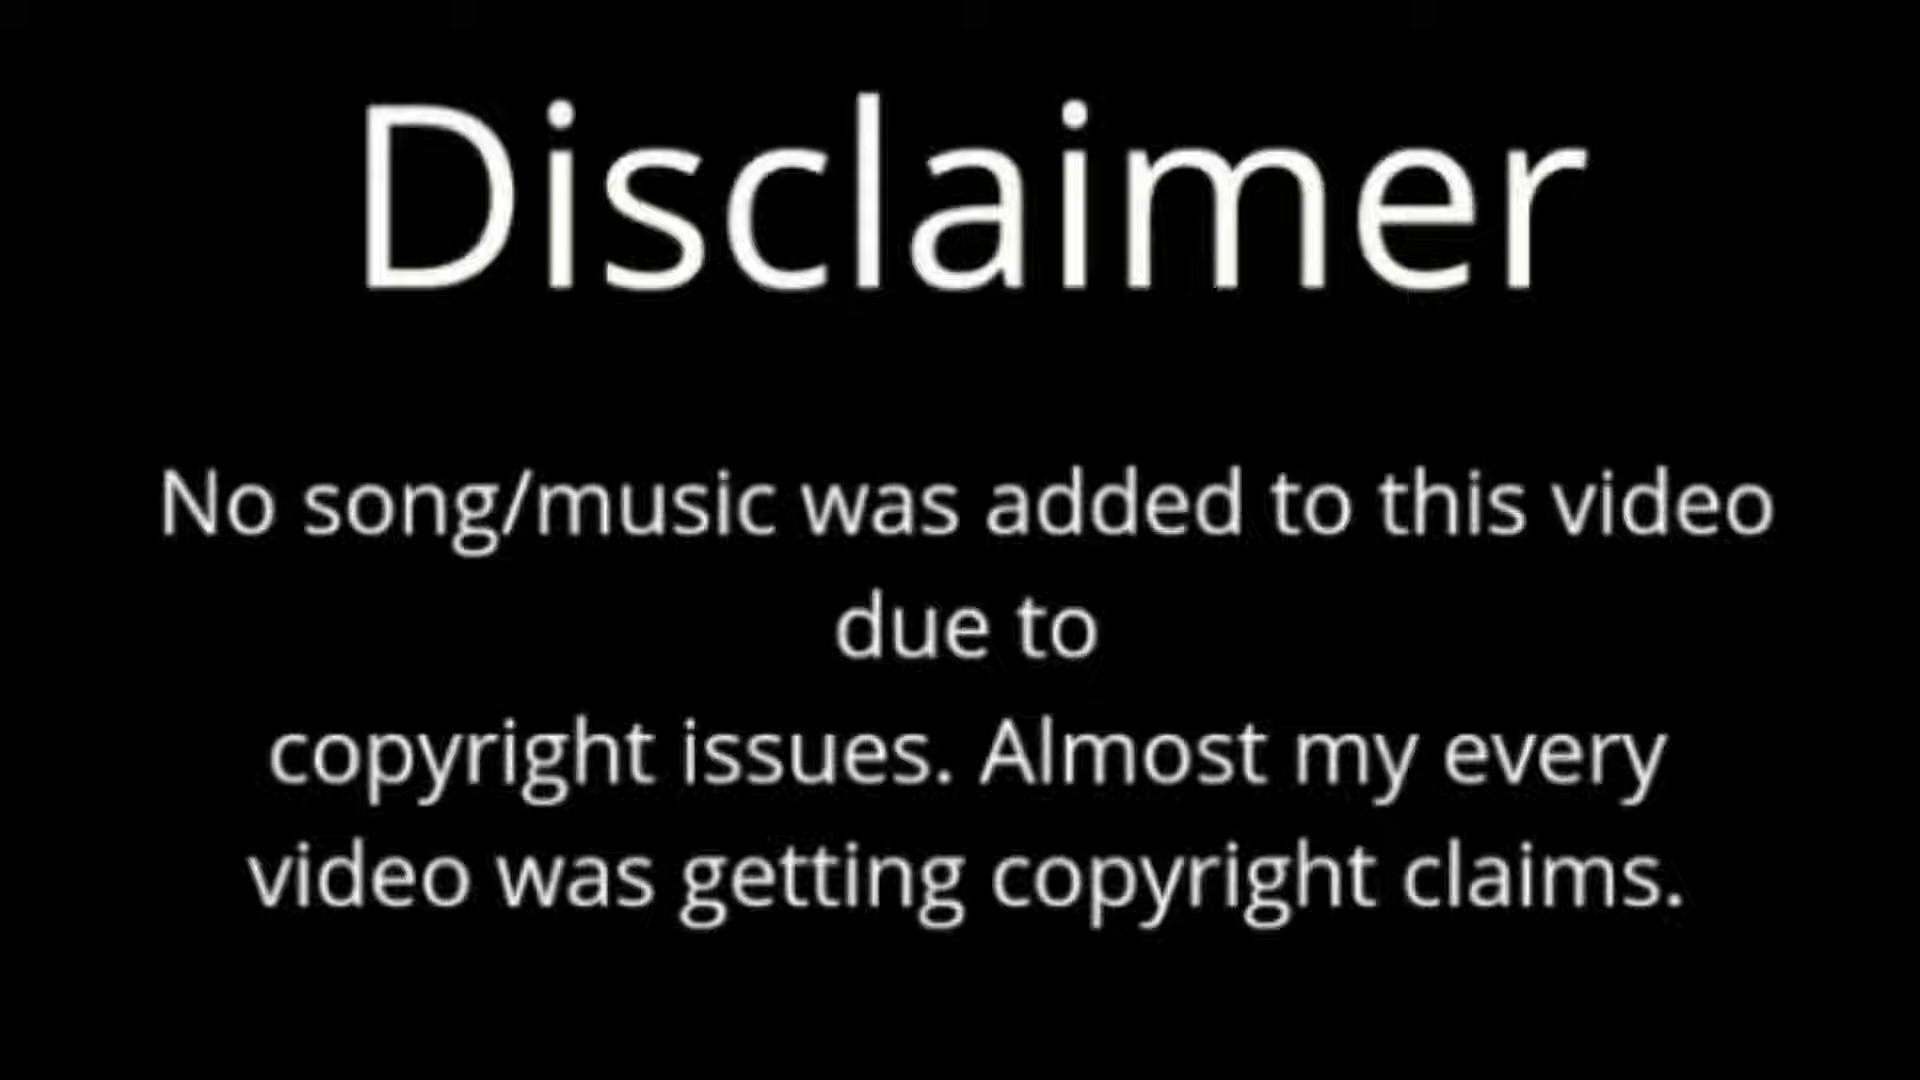 Disclaimer
No song/music was added to this video
due to
copyright issues. Almost my every
video was getting copyright claims.